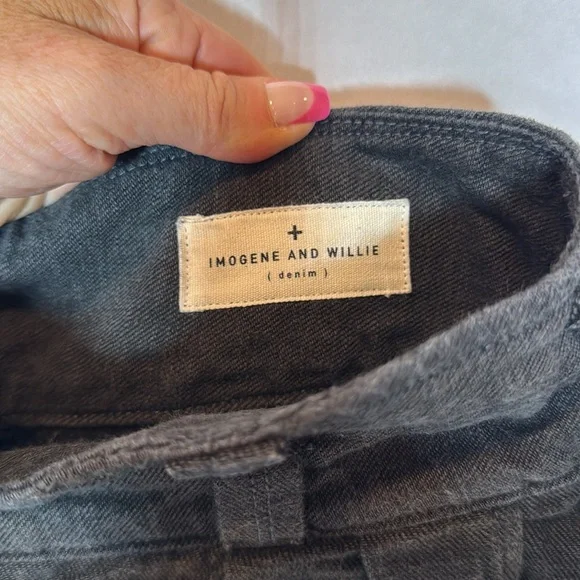 +
IMOGENE AND WILLIE
( denim )